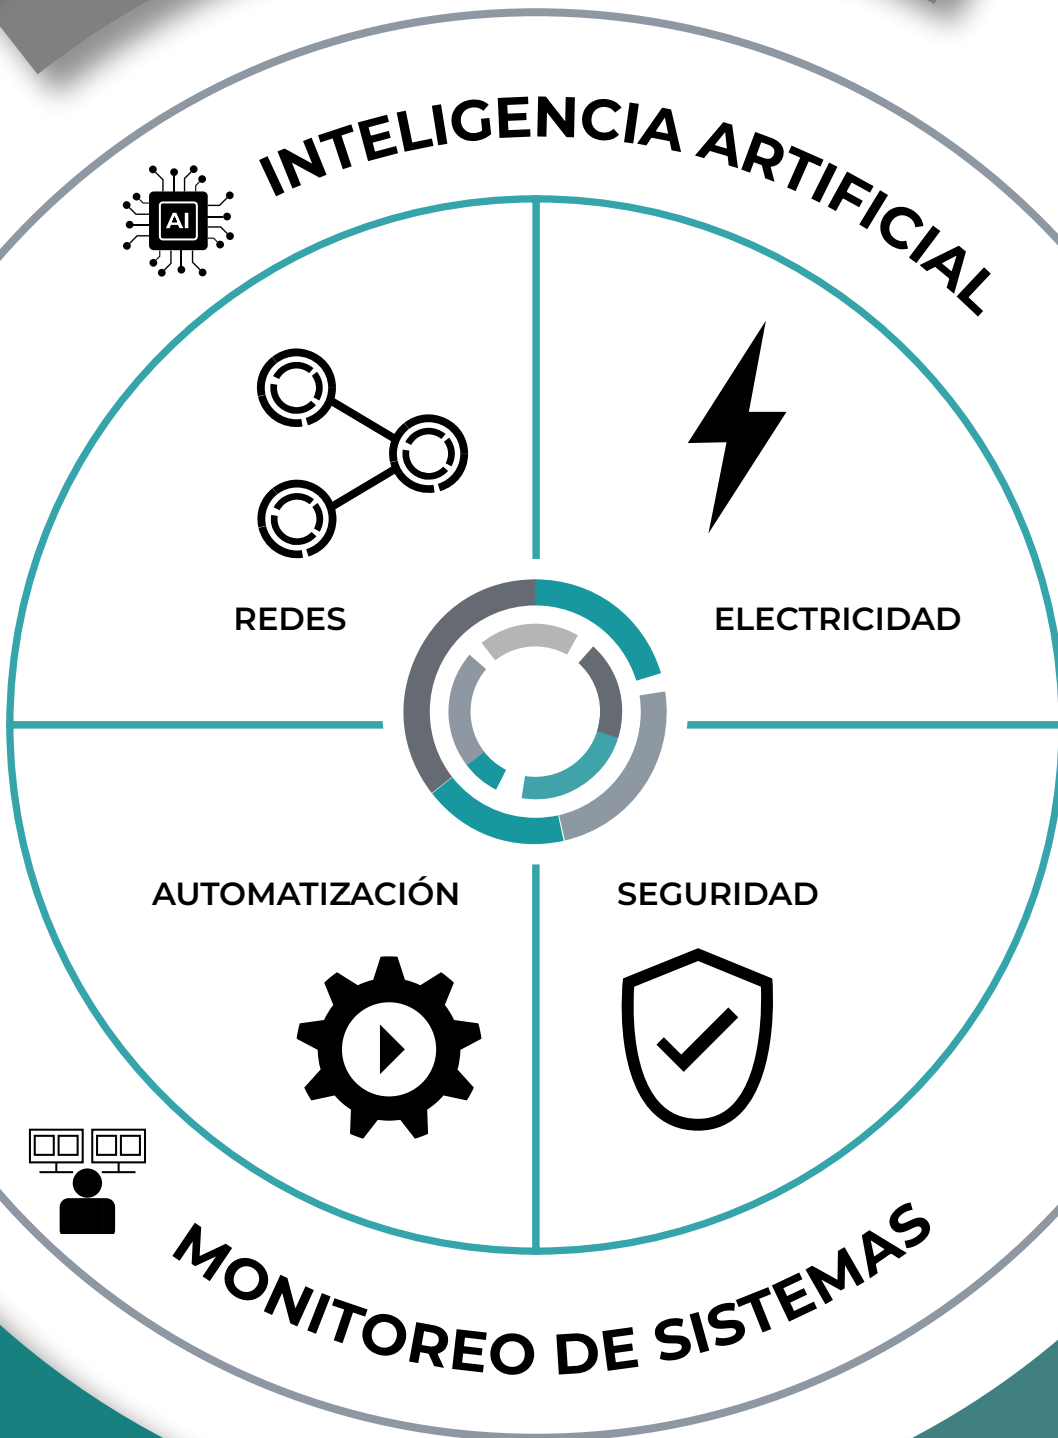 INTELIGENCIA ARTIFICIAL
AI
REDES
ELECTRICIDAD
AUTOMATIZACIÓN
SEGURIDAD
MONITOREO DE SISTEMAS